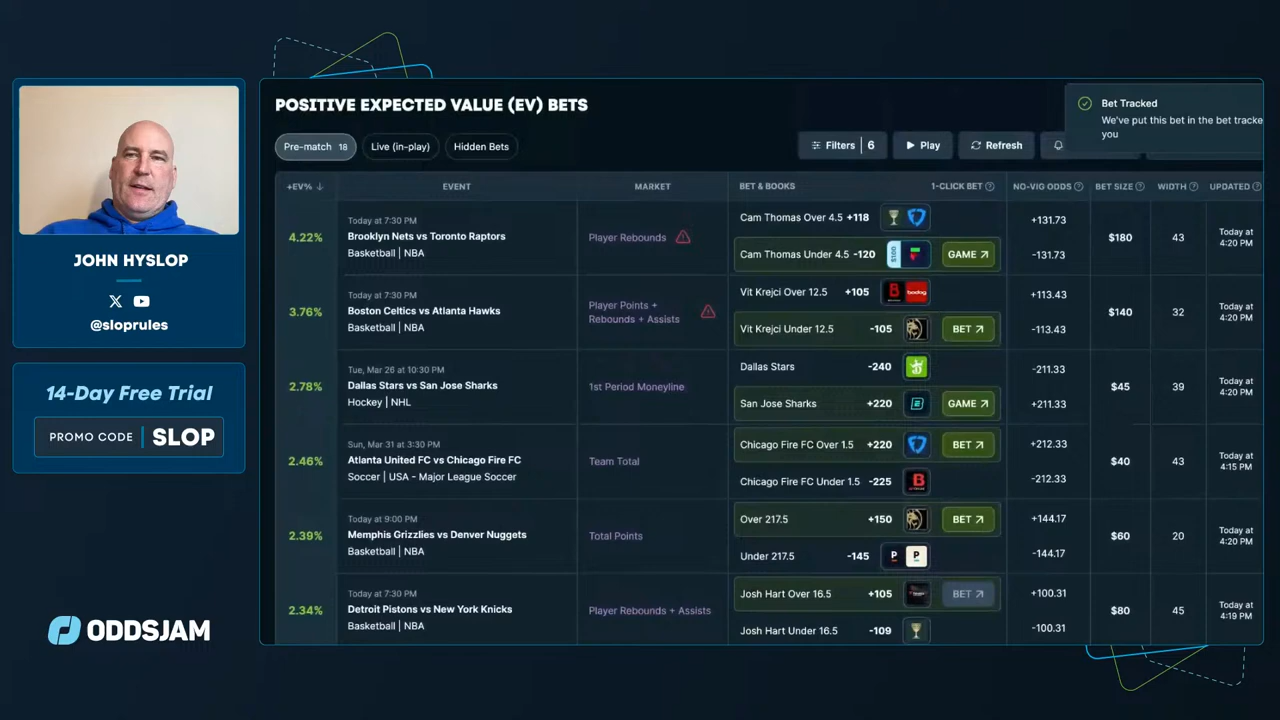 JOHN HYSLOP
@sloprules
14-Day Free Trial
PROMO CODE SLOP
ODDSJAM
POSITIVE EXPECTED VALUE (EV) BETS
Bet Tracked
We've put this bet in the bet tracke
you
Pre-match 18 Live (in-play) Hidden Bets Filters 6 Play Refresh
+EV% EVENT MARKET BET & BOOKS 1-CLICK BET NO-VIG ODDS BET SIZE WIDTH UPDATED
4.22%
Today at 7:30 PM
Brooklyn Nets vs Toronto Raptors
Basketball | NBA
Player Rebounds
Cam Thomas Over 4.5 +118
Cam Thomas Under 4.5 -120 $100 GAME
+131.73
-131.73
$180
43
Today at
4:20 PM
3.76%
Today at 7:30 PM
Boston Celtics vs Atlanta Hawks
Basketball | NBA
Player Points +
Rebounds + Assists
Vit Krejci Over 12.5 +105 B bodog
Vit Krejci Under 12.5 -105 BET
+113.43
-113.43
$140
32
Today at
4:20 PM
2.78%
Tue, Mar 26 at 10:30 PM
Dallas Stars vs San Jose Sharks
Hockey | NHL
1st Period Moneyline
Dallas Stars -240
San Jose Sharks +220 GAME
-211.33
+211.33
$45
39
Today at
4:20 PM
2.46%
Sun, Mar 31 at 3:30 PM
Atlanta United FC vs Chicago Fire FC
Soccer | USA - Major League Soccer
Team Total
Chicago Fire FC Over 1.5 +220 BET
Chicago Fire FC Under 1.5 -225 B
+212.33
-212.33
$40
43
Today at
4:15 PM
2.39%
Today at 9:00 PM
Memphis Grizzlies vs Denver Nuggets
Basketball | NBA
Total Points
Over 217.5 +150 BET
Under 217.5 -145 P P
+144.17
-144.17
$60
20
Today at
4:20 PM
2.34%
Today at 7:30 PM
Detroit Pistons vs New York Knicks
Basketball | NBA
Player Rebounds + Assists
Josh Hart Over 16.5 +105 BET
Josh Hart Under 16.5 -109
+100.31
-100.31
$80
45
Today at
4:19 PM